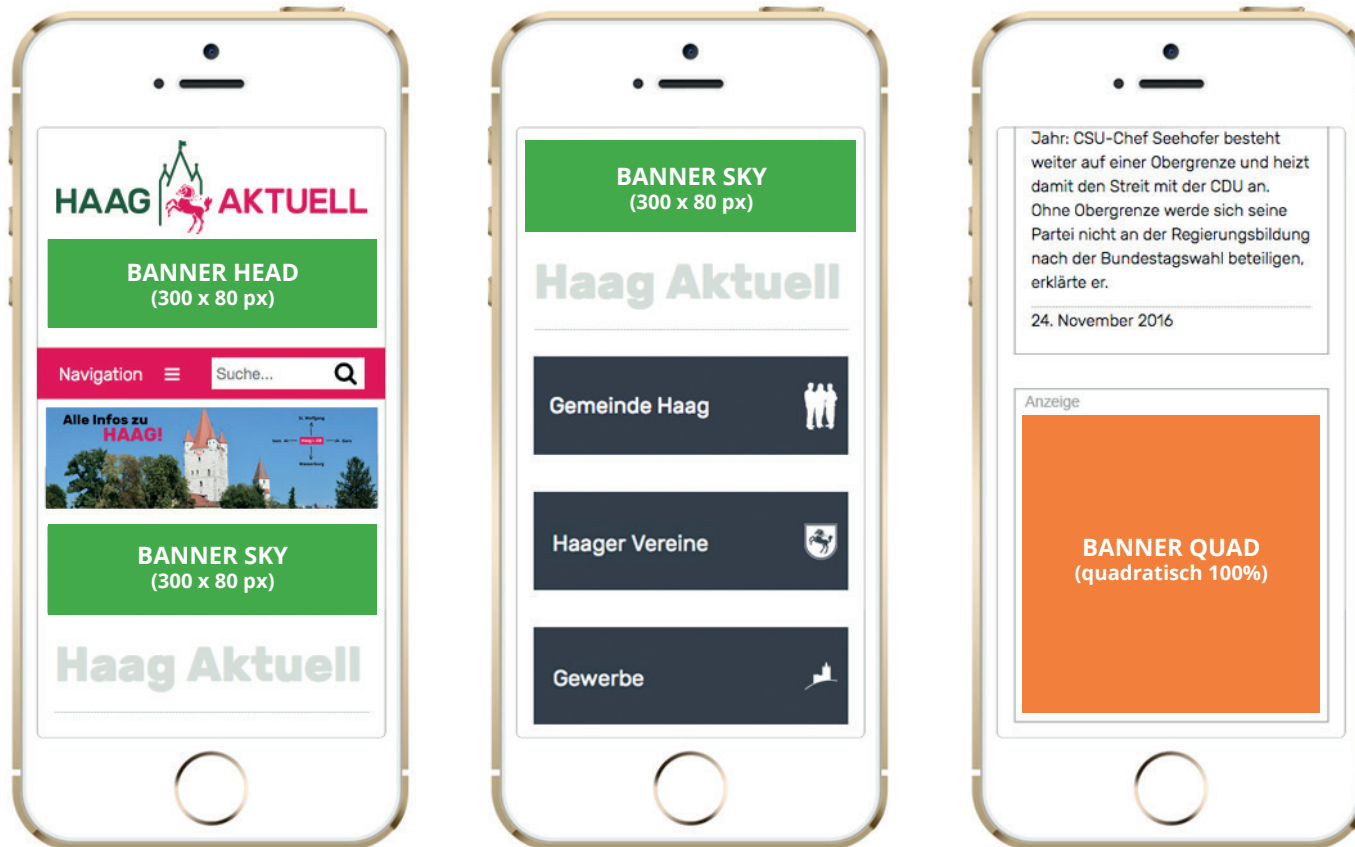 HAAG AKTUELL
BANNER HEAD
(300 x 80 px)
Navigation
Suche...
Alle Infos zu
HAAG!
BANNER SKY
(300 x 80 px)
Haag Aktuell
BANNER SKY
(300 x 80 px)
Haag Aktuell
Gemeinde Haag
Haager Vereine
Gewerbe
Jahr: CSU-Chef Seehofer besteht
weiter auf einer Obergrenze und heizt
damit den Streit mit der CDU an.
Ohne Obergrenze werde sich seine
Partei nicht an der Regierungsbildung
nach der Bundestagswahl beteiligen,
erklärte er.
24. November 2016
Anzeige
BANNER QUAD
(quadratisch 100%)